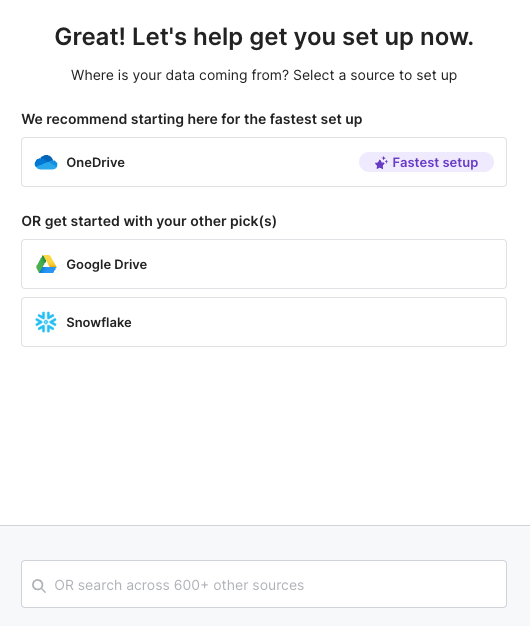 Great! Let's help get you set up now.
Where is your data coming from? Select a source to set up
We recommend starting here for the fastest set up
OneDrive
Fastest setup
OR get started with your other pick(s)
Google Drive
Snowflake
OR search across 600+ other sources